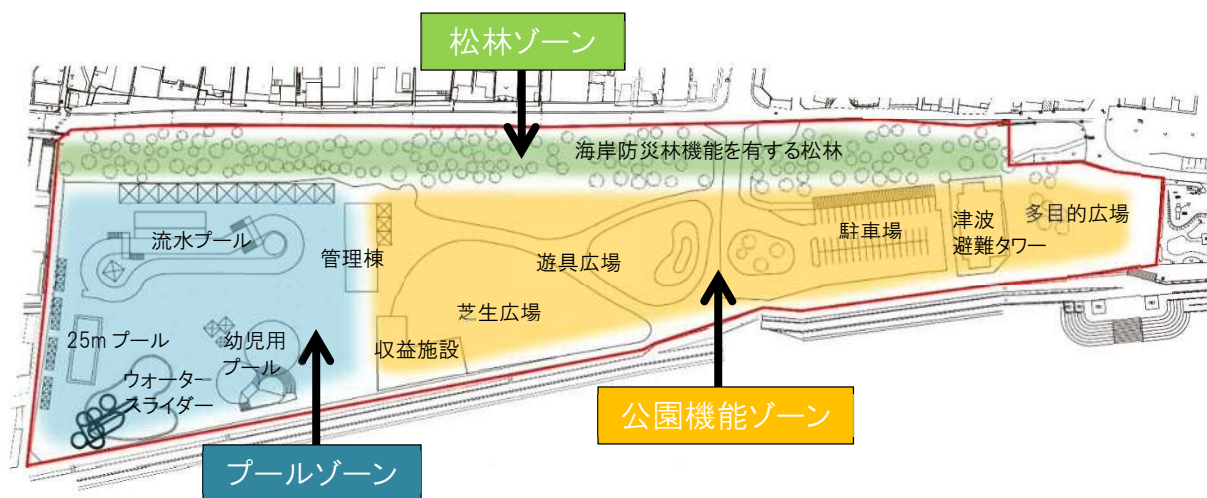 松林ゾーン
海岸防災林機能を有する松林
流水プール
管理棟
遊具広場
駐車場
津波
避難タワー
多目的広場
芝生広場
25m プール
幼児用
プール
収益施設
ウォーター
スライダー
公園機能ゾーン
プールゾーン